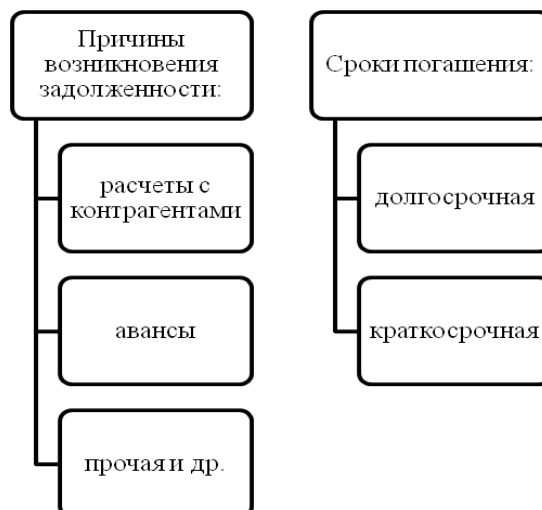 Причины
возникновения
задолженности:
расчеты с
контрагентами
авансы
прочая и др.
Сроки погашения:
долгосрочная
краткосрочная